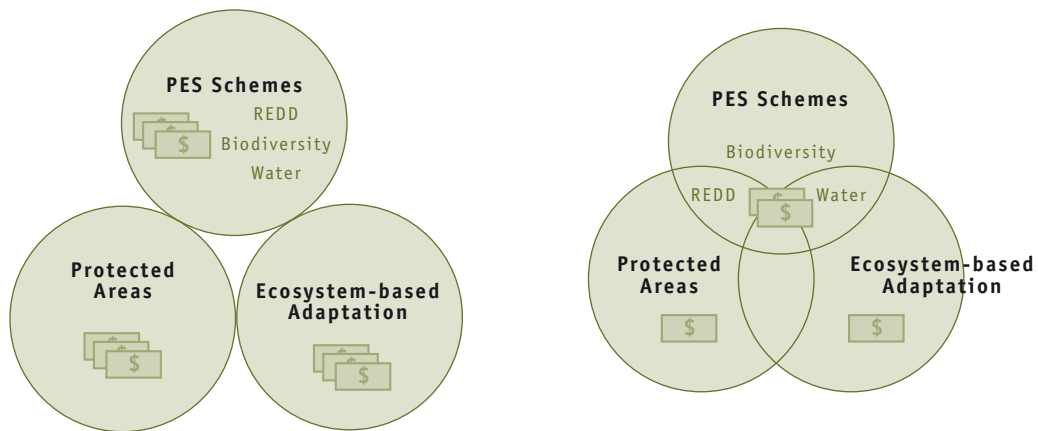 PES Schemes
REDD
$ $ $
Biodiversity
Water
Protected
Areas
$ $ $
Ecosystem-based
Adaptation
$ $ $
PES Schemes
Biodiversity
REDD
$ $
Water
Protected
Areas
$
Ecosystem-based
Adaptation
$